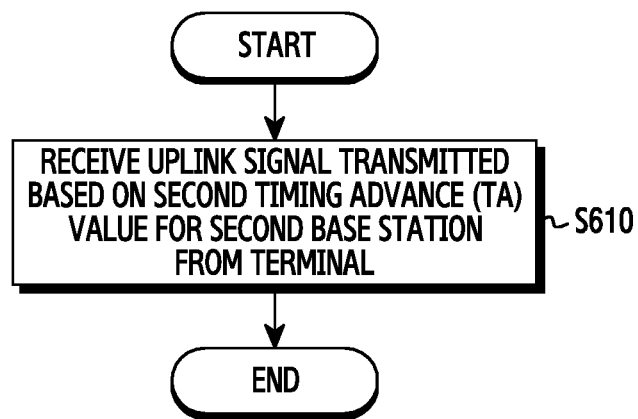 START
RECEIVE UPLINK SIGNAL TRANSMITTED
BASED ON SECOND TIMING ADVANCE (TA)
VALUE FOR SECOND BASE STATION
FROM TERMINAL
S610
END